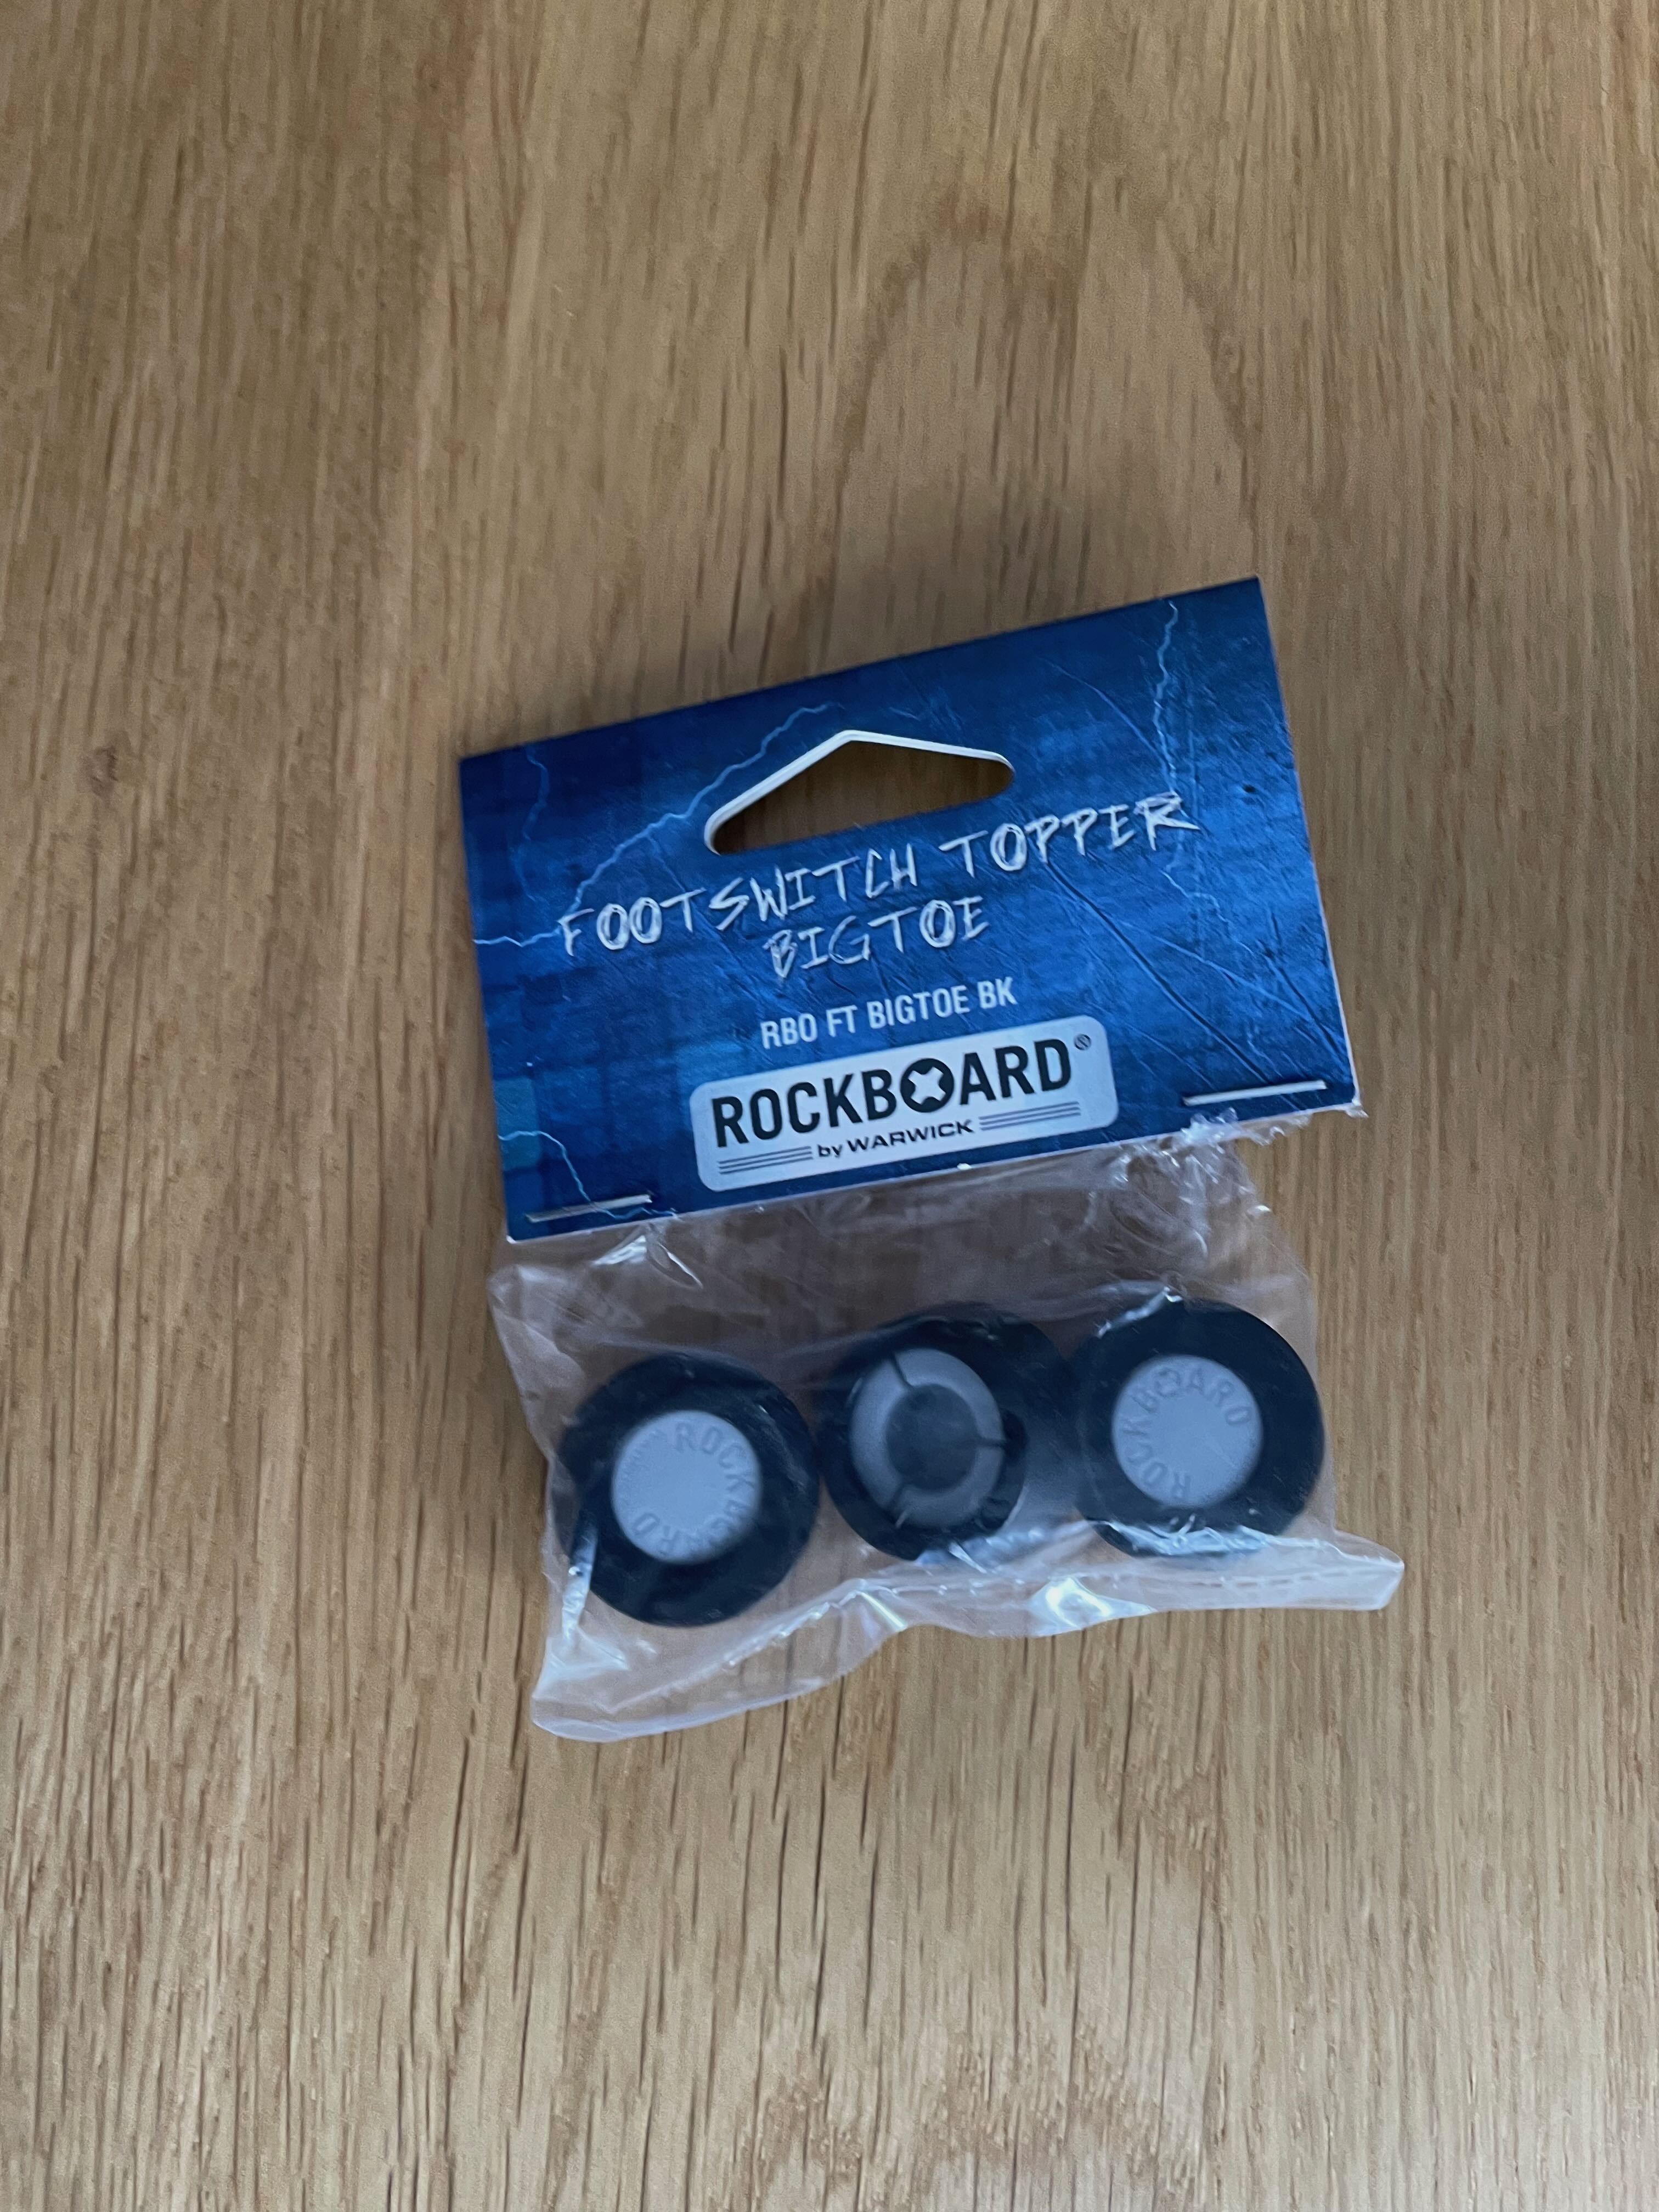 FOOTSWITCH TOPPER
BIGTOE
RBO FT BIGTOE BK
ROCKBOARD®
by WARWICK
ROCKBOARD
ROCKBOARD